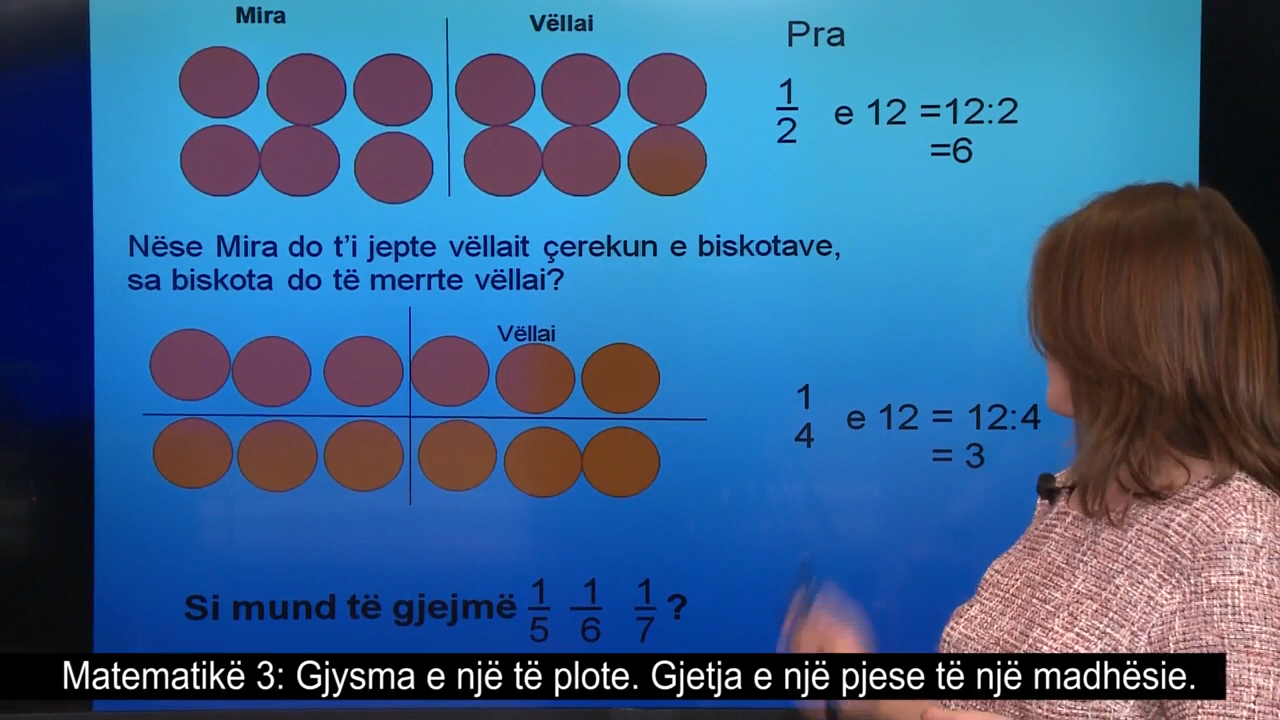 Mira
Vëllai
Pra
1/2 e 12 =12:2
=6
Nëse Mira do t'i jepte vëllait çerekun e biskotave,
sa biskota do të merrte vëllai?
Vëllai
1
4 e 12 = 12:4
= 3
Si mund të gjejmë 1/5 1/6 1/7 ?
Matematikë 3: Gjysma e një të plote. Gjetja e një pjese të një madhësie.